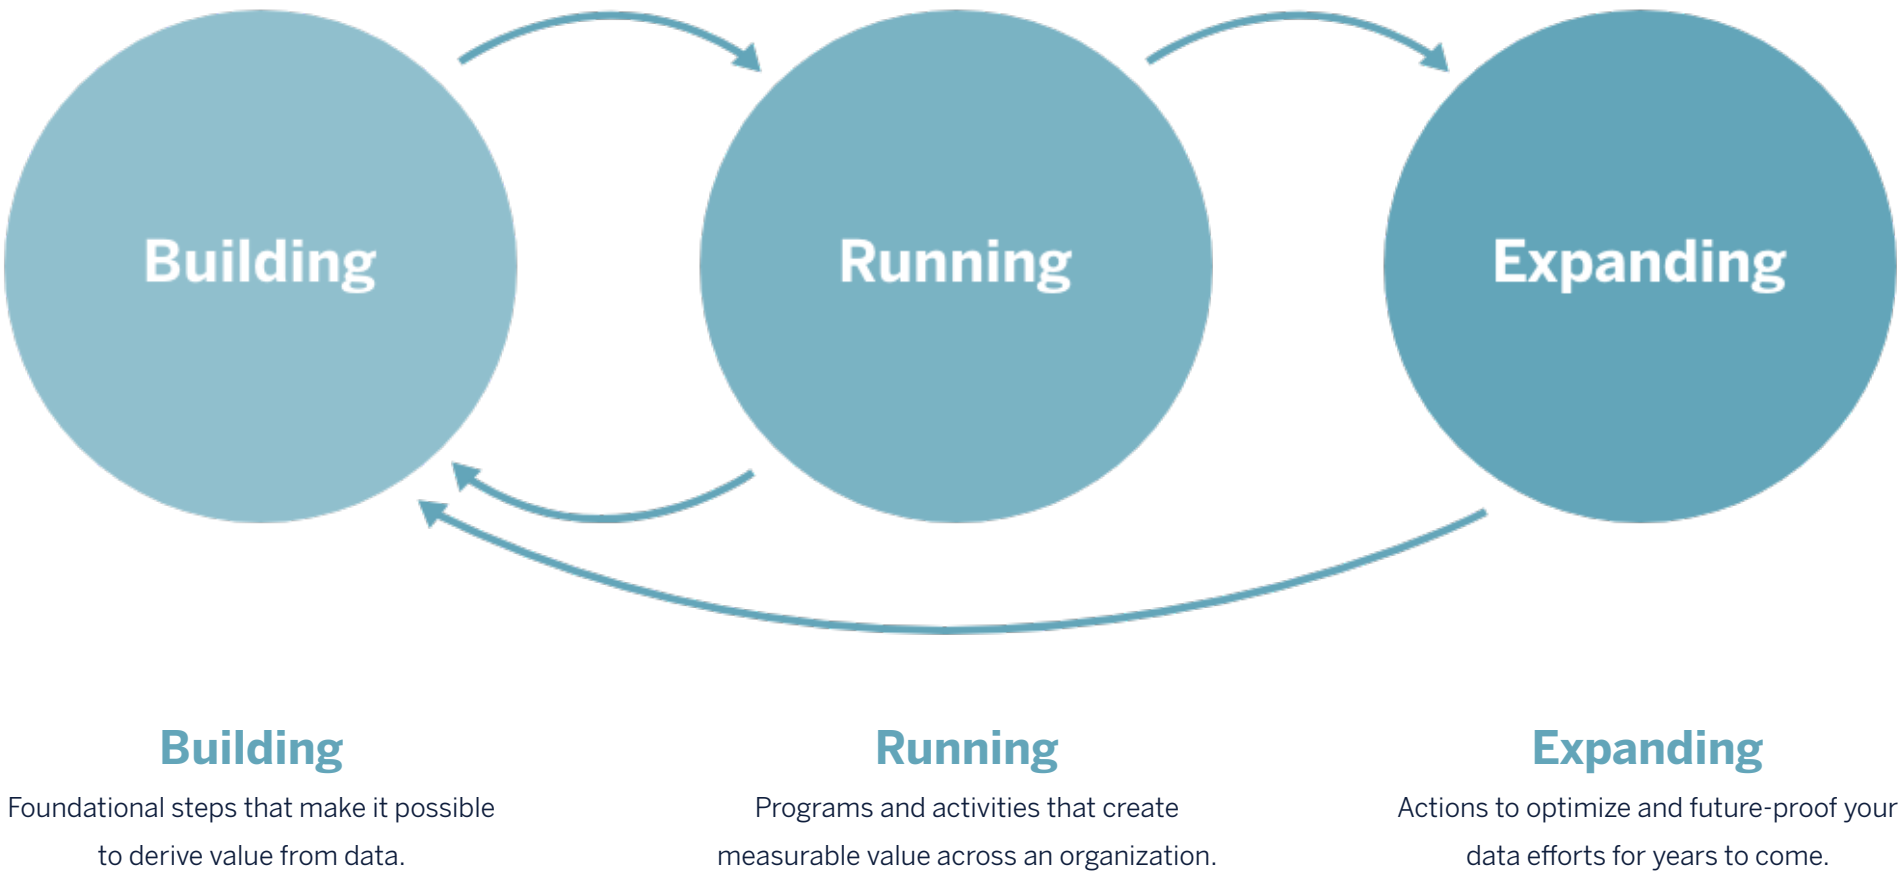 Building
Running
Expanding
Building
Foundational steps that make it possible
to derive value from data.
Running
Programs and activities that create
measurable value across an organization.
Expanding
Actions to optimize and future-proof your
data efforts for years to come.